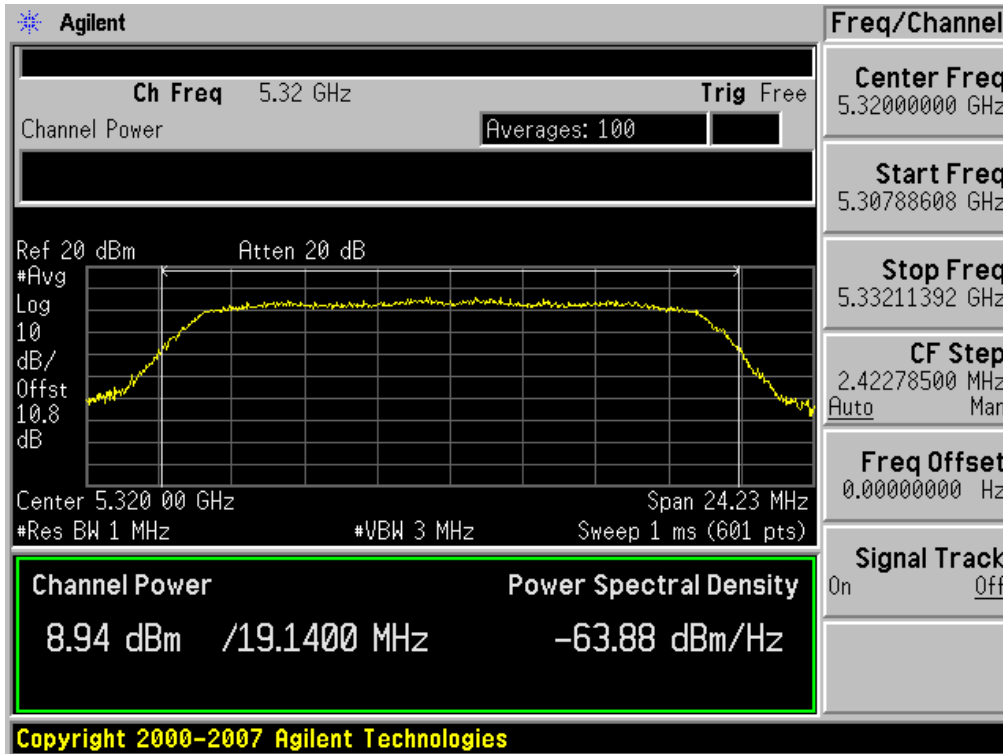 Agilent
Freq/Channel
Ch Freq 5.32 GHz Trig Free
Channel Power Averages: 100
Center Freq
5.32000000 GHz
Start Freq
5.30788608 GHz
Stop Freq
5.33211392 GHz
CF Step
2.42278500 MHz
Auto Man
Freq Offset
0.00000000 Hz
Signal Track
On Off
Ref 20 dBm Atten 20 dB
#Avg
Log
10
dB/
Offst
10.8
dB
Center 5.320 00 GHz Span 24.23 MHz
#Res BW 1 MHz #VBW 3 MHz Sweep 1 ms (601 pts)
Channel Power Power Spectral Density
8.94 dBm /19.1400 MHz -63.88 dBm/Hz
Copyright 2000-2007 Agilent Technologies